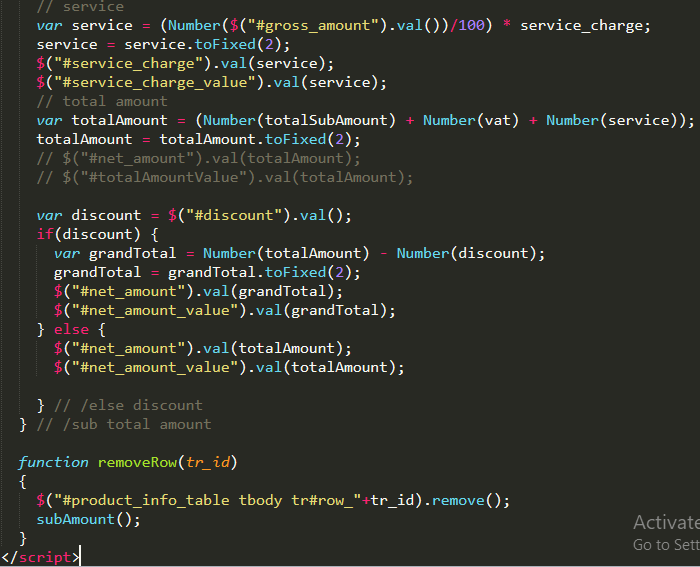 // service
var service = (Number($("#gross_amount").val())/100) * service_charge;
service = service.toFixed(2);
$("#service_charge").val(service);
$("#service_charge_value").val(service);
// total amount
var totalAmount = (Number(totalSubAmount) + Number(vat) + Number(service));
totalAmount = totalAmount.toFixed(2);
// $("#net_amount").val(totalAmount);
// $("#totalAmountValue").val(totalAmount);
var discount = $("#discount").val();
if(discount) {
var grandTotal = Number(totalAmount) - Number(discount);
grandTotal = grandTotal.toFixed(2);
$("#net_amount").val(grandTotal);
$("#net_amount_value").val(grandTotal);
} else {
$("#net_amount").val(totalAmount);
$("#net_amount_value").val(totalAmount);
} // /else discount
} // /sub total amount
function removeRow(tr_id)
{
$("#product_info_table tbody tr#row_"+tr_id).remove();
subAmount();
}
</script>
Activate
Go to Sett